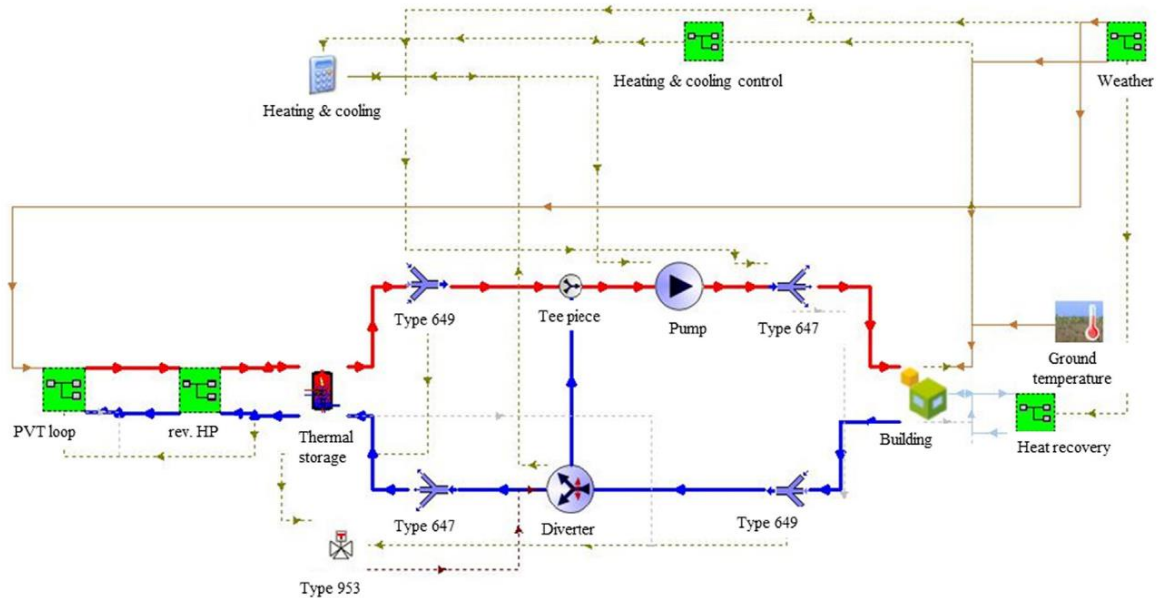 Heating & cooling
Heating & cooling control
Weather
Type 649
Tee piece
Pump
Type 647
Ground
temperature
PVT loop
rev. HP
Thermal
storage
Building
Heat recovery
Type 647
Diverter
Type 649
Type 953